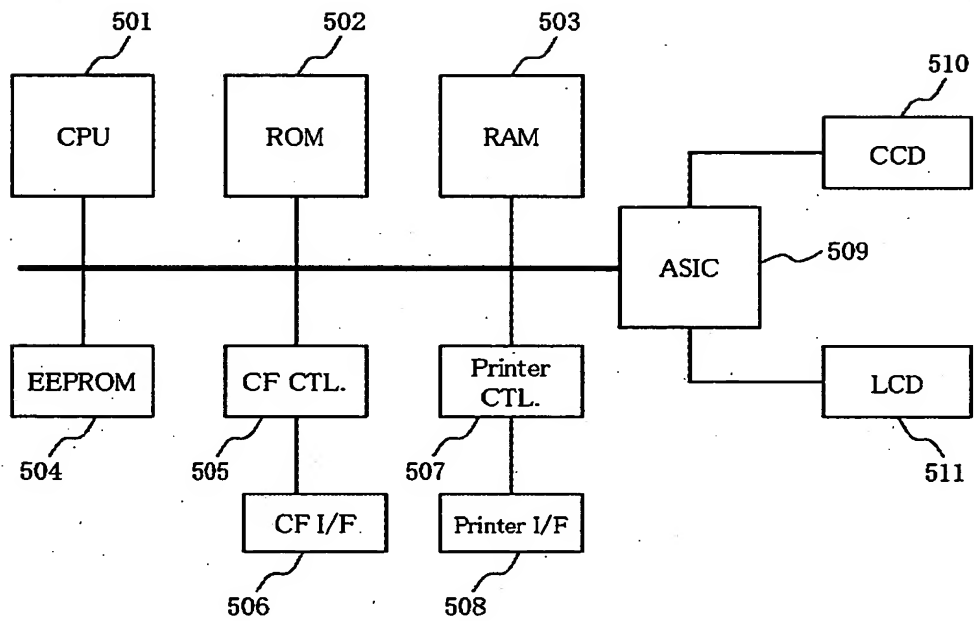 501
502
503
510
CPU
ROM
RAM
CCD
ASIC
509
EEPROM
CF CTL.
Printer
CTL.
LCD
504
505
507
511
CF I/F
Printer I/F
506
508